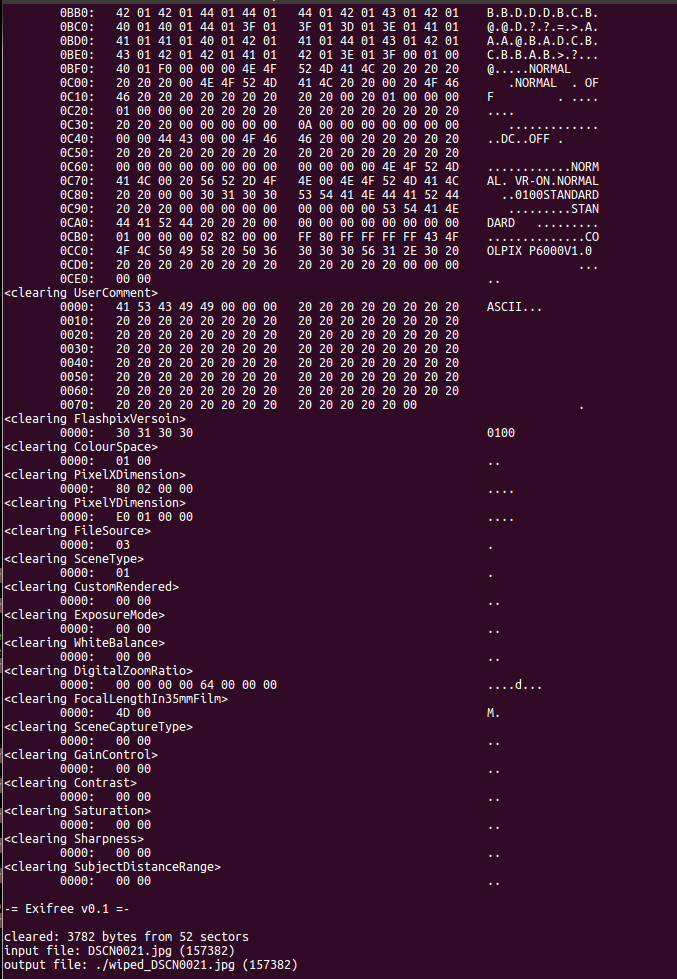 0BB0: 42 01 42 01 44 01 44 01 44 01 42 01 43 01 42 01 B.B.D.D.D.B.C.B.
0BC0: 40 01 40 01 44 01 3F 01 3F 01 3D 01 3E 01 41 01 @.@.D.?.?.=.>.A.
0BD0: 41 01 41 01 40 01 42 01 41 01 44 01 43 01 42 01 A.A.@.B.A.D.C.B.
0BE0: 43 01 42 01 42 01 41 01 42 01 3E 01 3F 00 01 00 C.B.B.A.B.>.?...
0BF0: 40 01 F0 00 00 00 4E 4F 52 4D 41 4C 20 20 20 20 @.....NORMAL
0C00: 20 20 20 00 4E 4F 52 4D 41 4C 20 20 00 20 4F 46 .NORMAL . OF
0C10: 46 20 20 20 20 20 20 20 20 20 00 20 01 00 00 00 F . ....
0C20: 01 00 00 00 20 20 20 20 20 20 20 20 20 20 20 20 ....
0C30: 20 20 20 00 00 00 00 00 0A 00 00 00 00 00 00 00 .............
0C40: 00 00 44 43 00 00 4F 46 46 20 00 20 20 20 20 20 ..DC..OFF .
0C50: 20 20 20 20 20 20 20 20 20 20 20 20 20 20 20 20
0C60: 00 00 00 00 00 00 00 00 00 00 00 00 4E 4F 52 4D ............NORM
0C70: 41 4C 00 20 56 52 2D 4F 4E 00 4E 4F 52 4D 41 4C AL. VR-ON.NORMAL
0C80: 20 20 00 00 30 31 30 30 53 54 41 4E 44 41 52 44 ..0100STANDARD
0C90: 20 20 20 20 00 00 00 00 00 00 00 00 00 53 54 41 4E .........STAN
0CA0: 44 41 52 44 20 20 20 00 00 00 00 00 00 00 00 00 DARD .........
0CB0: 01 00 00 00 02 82 00 00 FF 80 FF FF FF FF 43 4F ..............CO
0CC0: 4F 4C 50 49 58 20 50 36 30 30 30 56 31 2E 30 20 OLPIX P6000V1.0
0CD0: 20 20 20 20 20 20 20 20 20 20 20 20 20 00 00 00 ...
0CE0: 00 00 ..
<clearing UserComment>
0000: 41 53 43 49 49 00 00 00 20 20 20 20 20 20 20 20 ASCII...
0010: 20 20 20 20 20 20 20 20 20 20 20 20 20 20 20 20
0020: 20 20 20 20 20 20 20 20 20 20 20 20 20 20 20 20
0030: 20 20 20 20 20 20 20 20 20 20 20 20 20 20 20 20
0040: 20 20 20 20 20 20 20 20 20 20 20 20 20 20 20 20
0050: 20 20 20 20 20 20 20 20 20 20 20 20 20 20 20 20
0060: 20 20 20 20 20 20 20 20 20 20 20 20 20 20 20 20
0070: 20 20 20 20 20 20 20 20 20 20 20 20 20 00 .
<clearing FlashpixVersoin>
0000: 30 31 30 30 0100
<clearing ColourSpace>
0000: 01 00 ..
<clearing PixelXDimension>
0000: 80 02 00 00 ....
<clearing PixelYDimension>
0000: E0 01 00 00 ....
<clearing FileSource>
0000: 03 .
<clearing SceneType>
0000: 01 .
<clearing CustomRendered>
0000: 00 00 ..
<clearing ExposureMode>
0000: 00 00 ..
<clearing WhiteBalance>
0000: 00 00 ..
<clearing DigitalZoomRatio>
0000: 00 00 00 00 64 00 00 00 ....d...
<clearing FocalLengthIn35mmFilm>
0000: 4D 00 M.
<clearing SceneCaptureType>
0000: 00 00 ..
<clearing GainControl>
0000: 00 00 ..
<clearing Contrast>
0000: 00 00 ..
<clearing Saturation>
0000: 00 00 ..
<clearing Sharpness>
0000: 00 00 ..
<clearing SubjectDistanceRange>
0000: 00 00 ..
-= Exifree v0.1 =-
cleared: 3782 bytes from 52 sectors
input file: DSCN0021.jpg (157382)
output file: ./wiped_DSCN0021.jpg (157382)